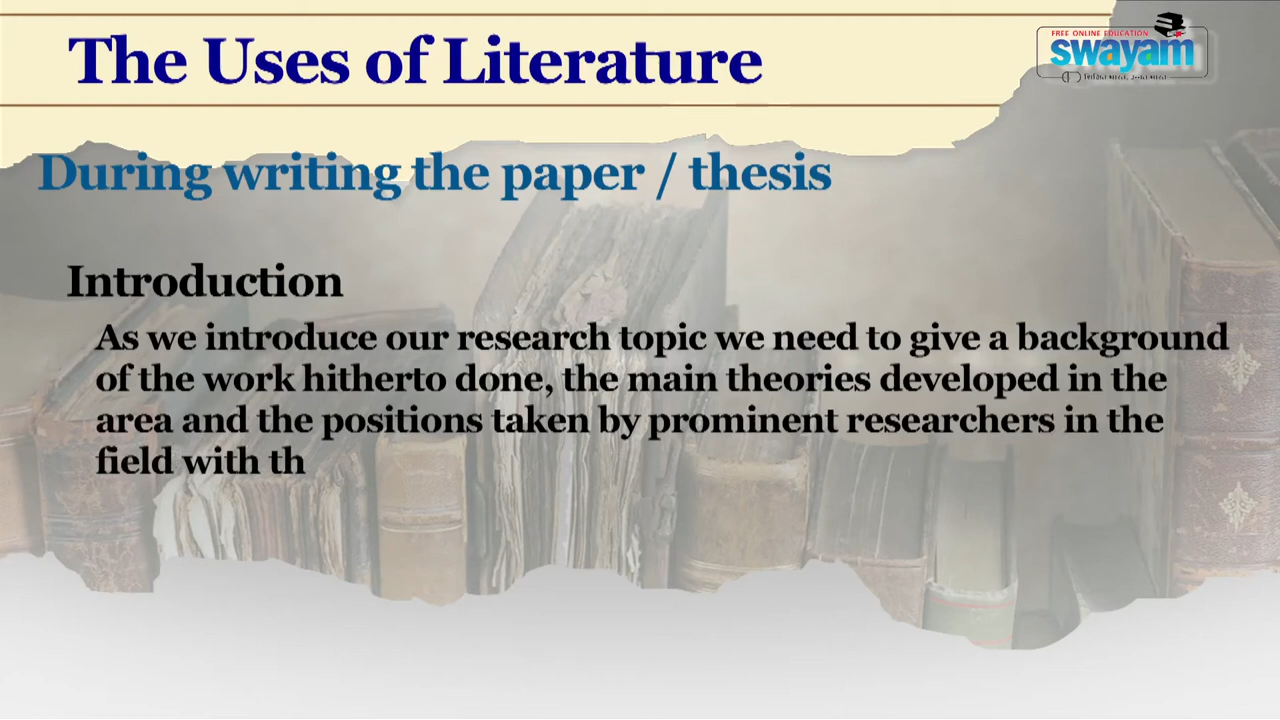 The Uses of Literature
FREE ONLINE EDUCATION
swayam
During writing the paper / thesis
Introduction
As we introduce our research topic we need to give a background
of the work hitherto done, the main theories developed in the
area and the positions taken by prominent researchers in the
field with th